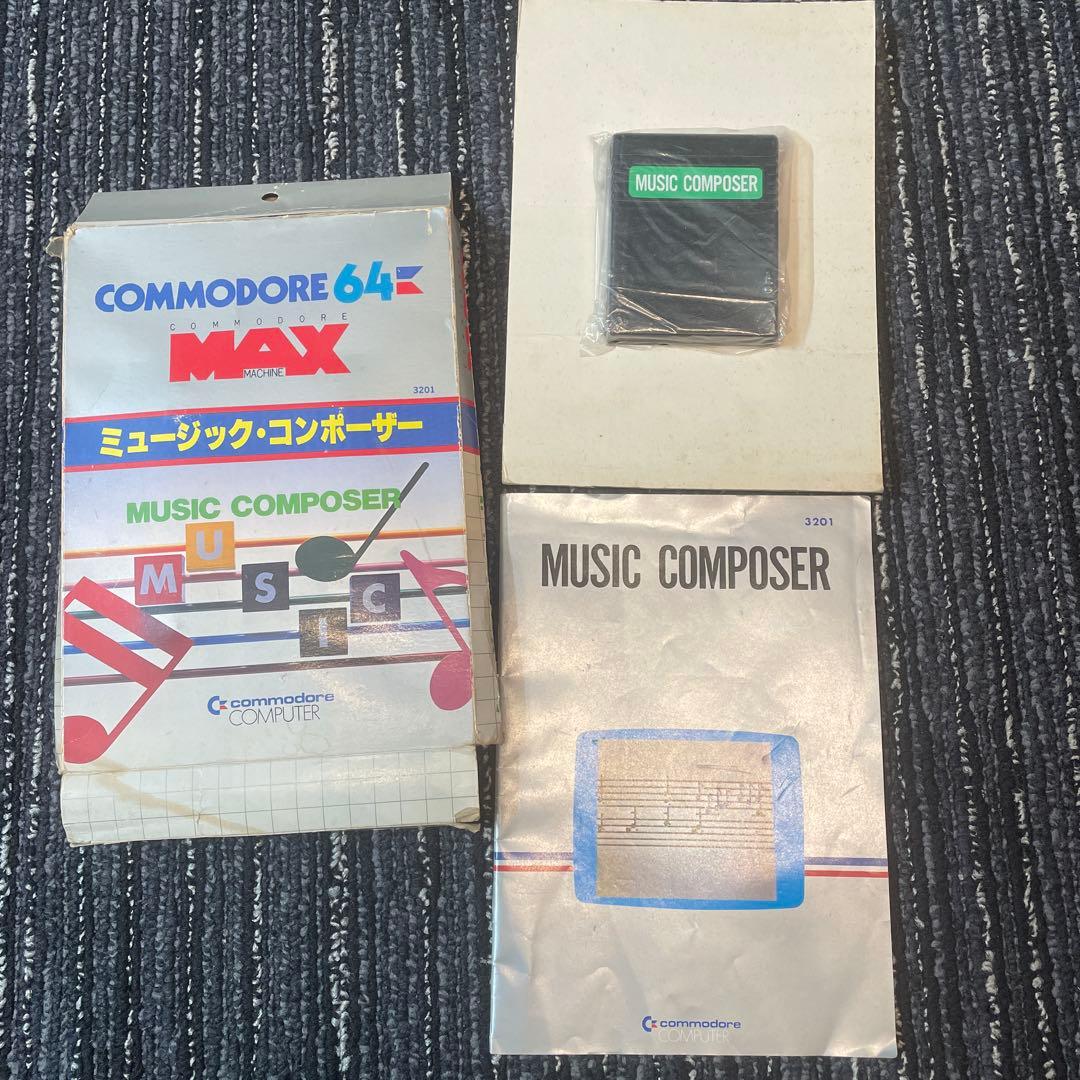 COMMODORE 64
COMMODORE
MAX
MACHINE
3201
ミュージック・コンポーザー
MUSIC COMPOSER
M U S I C
commodore
COMPUTER
MUSIC COMPOSER
3201
MUSIC COMPOSER
commodore
COMPUTER